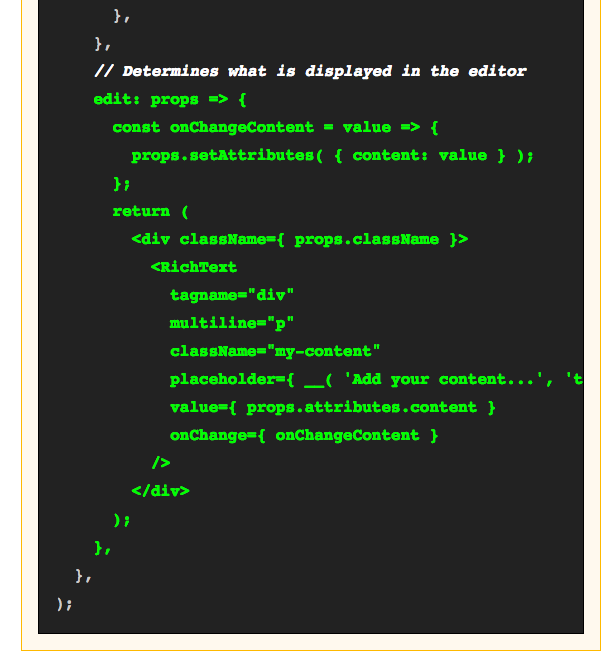 },
},
// Determines what is displayed in the editor
edit: props => {
const onChangeContent = value => {
props.setAttributes( { content: value } );
};
return (
<div className={ props.className }>
<RichText
tagname="div"
multiline="p"
className="my-content"
placeholder={ __( 'Add your content...', 't
value={ props.attributes.content }
onChange={ onChangeContent }
/>
</div>
);
},
},
);